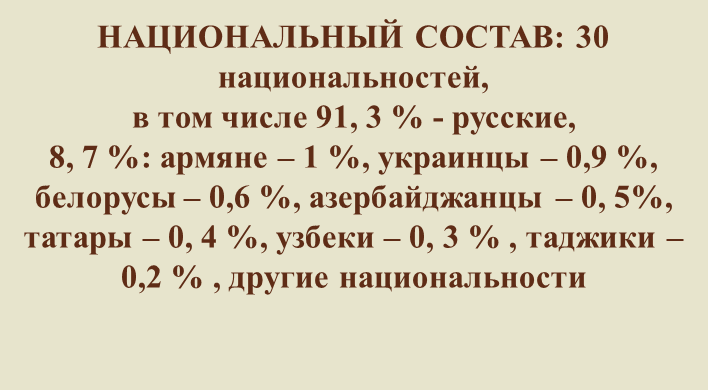 НАЦИОНАЛЬНЫЙ СОСТАВ: 30
национальностей,
в том числе 91, 3 % - русские,
8, 7 %: армяне – 1 %, украинцы – 0,9 %,
белорусы – 0,6 %, азербайджанцы – 0, 5%,
татары – 0, 4 %, узбеки – 0, 3 % , таджики –
0,2 % , другие национальности